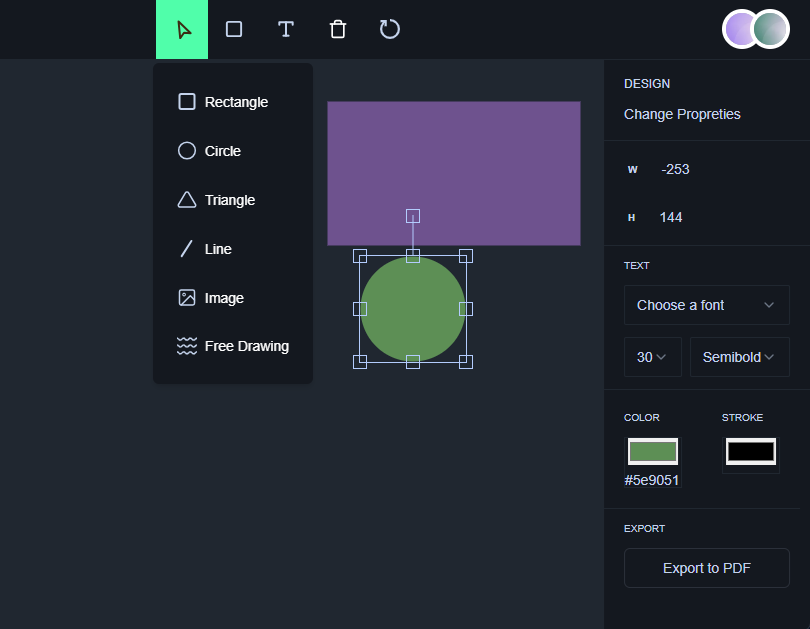 DESIGN
Change Propreties
Rectangle
Circle
Triangle
Line
Image
Free Drawing
W -253
H 144
TEXT
Choose a font
30 Semibold
COLOR STROKE
#5e9051
EXPORT
Export to PDF